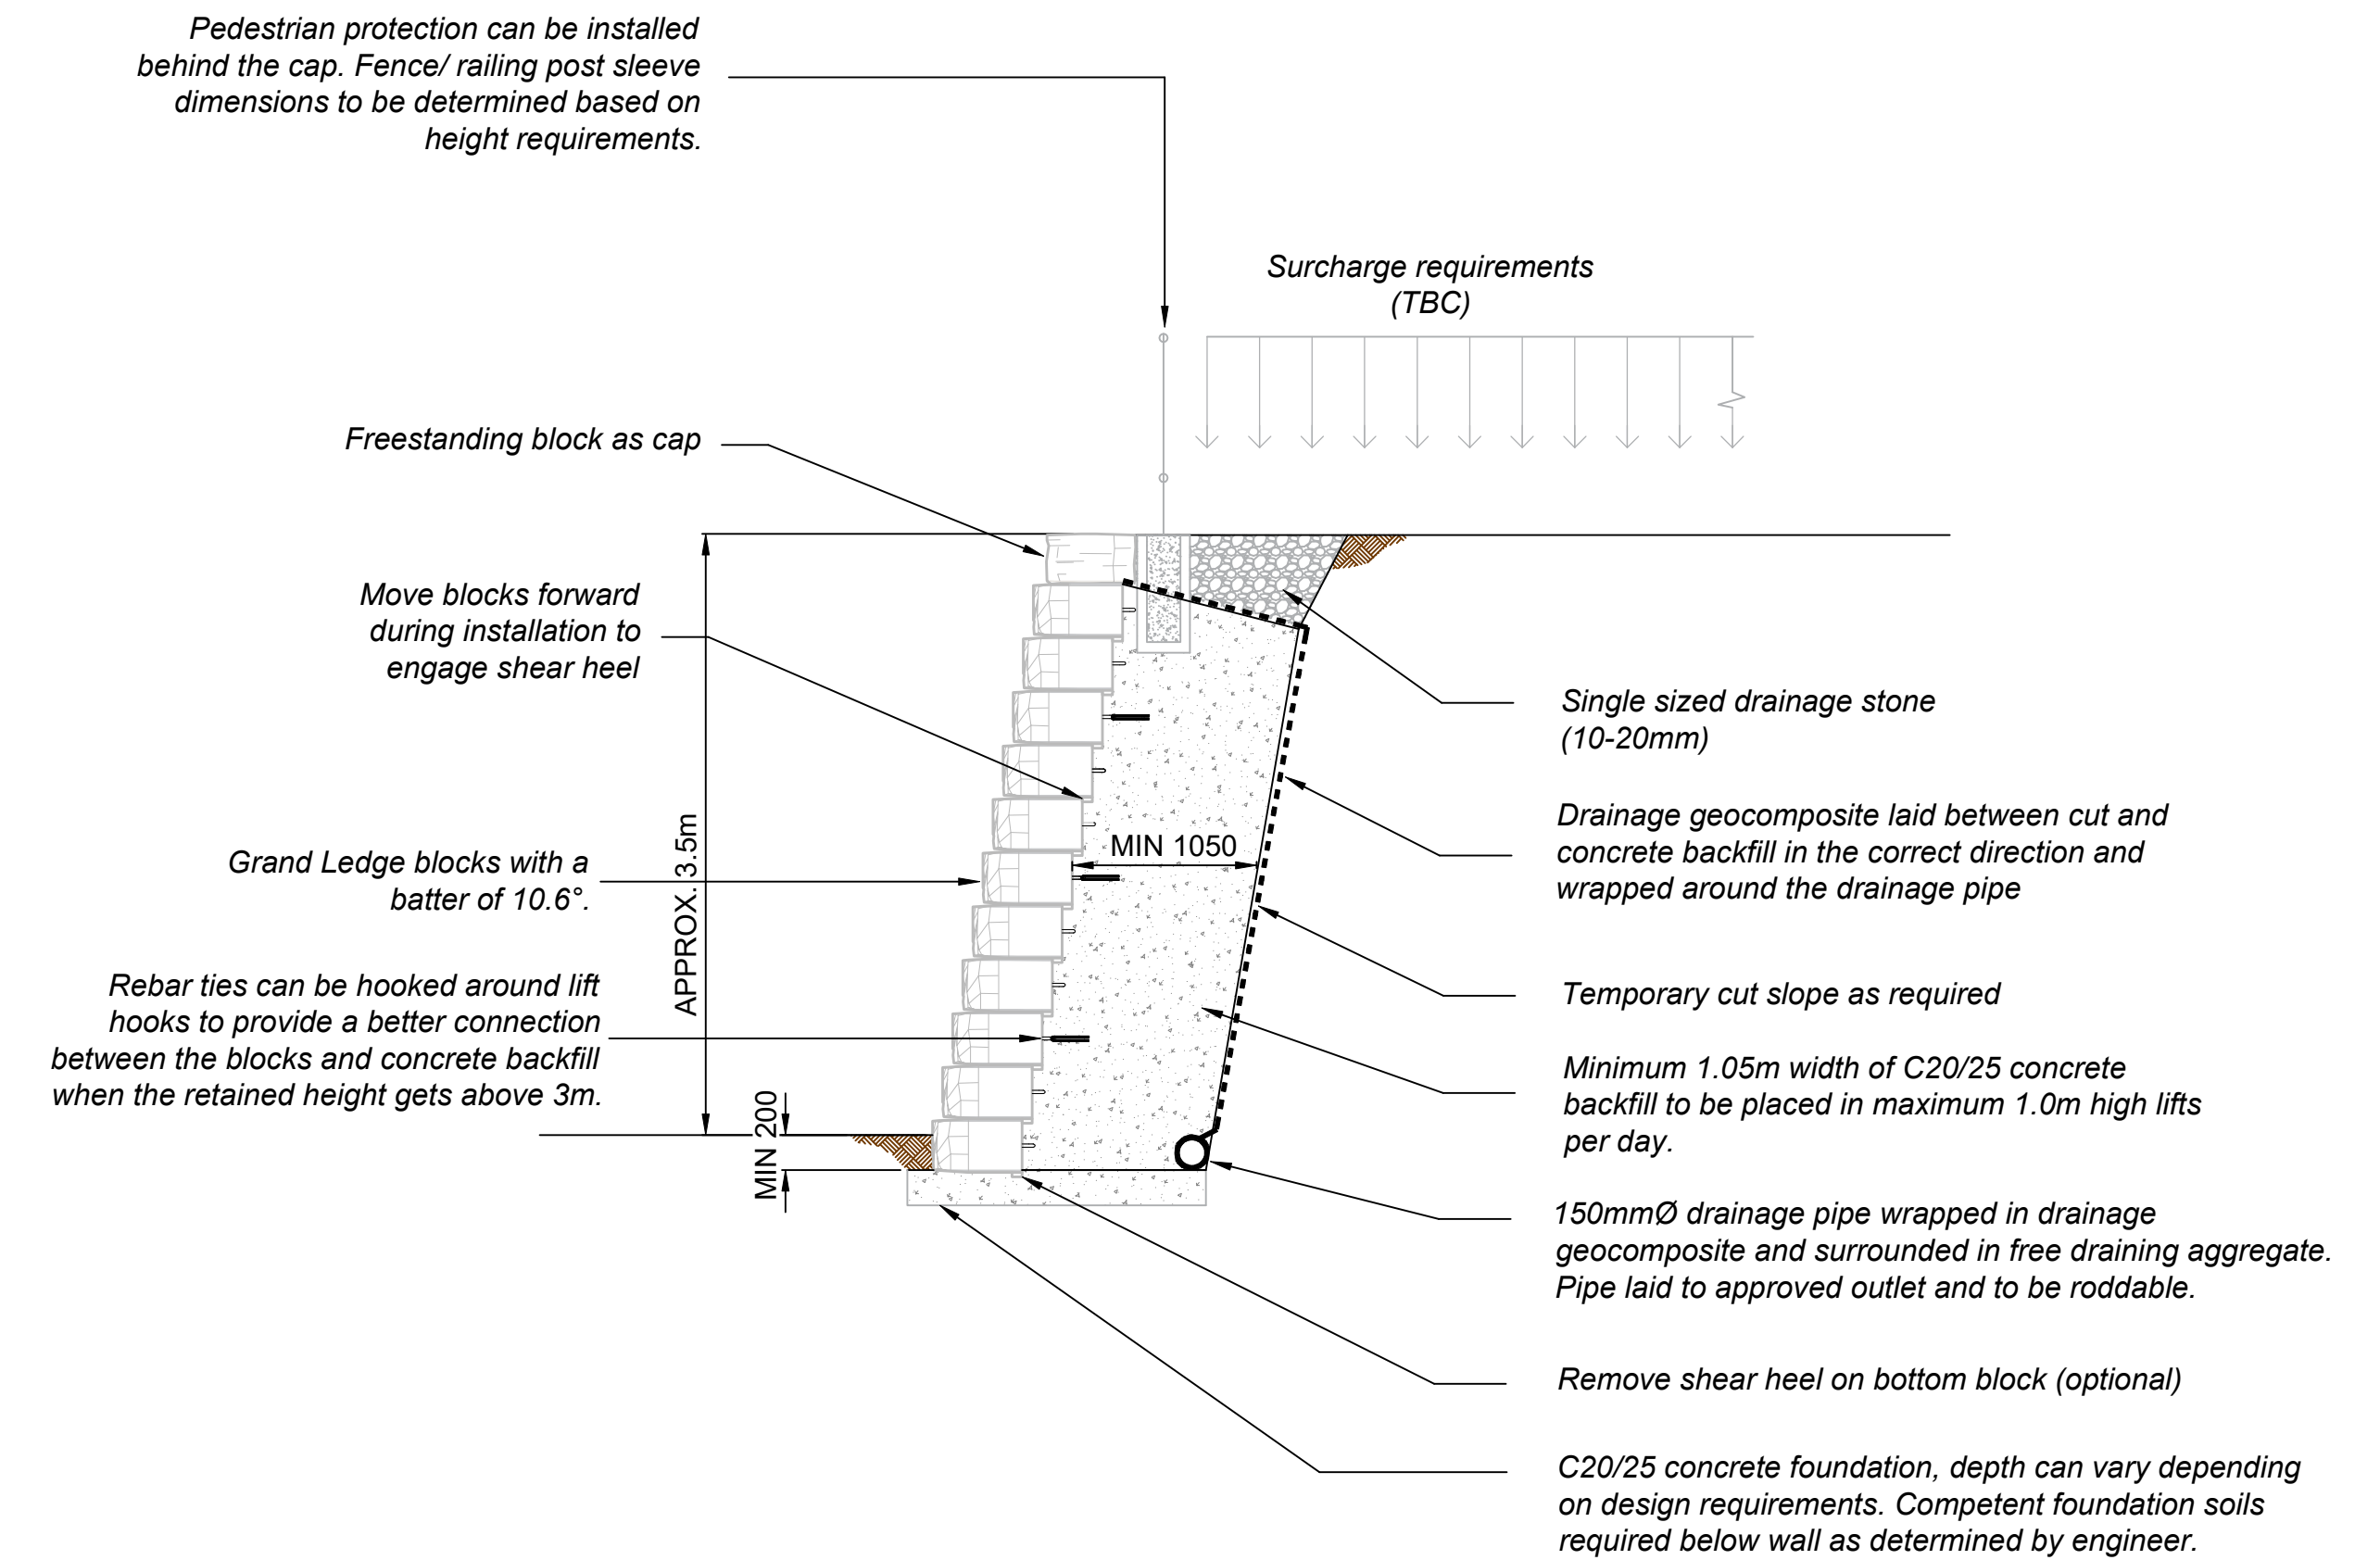 Pedestrian protection can be installed
behind the cap. Fence/ railing post sleeve
dimensions to be determined based on
height requirements.
Surcharge requirements
(TBC)
Freestanding block as cap
Move blocks forward
during installation to
engage shear heel
Grand Ledge blocks with a
batter of 10.6°.
Rebar ties can be hooked around lift
hooks to provide a better connection
between the blocks and concrete backfill
when the retained height gets above 3m.
APPROX. 3.5m
MIN 200
MIN 1050
Single sized drainage stone
(10-20mm)
Drainage geocomposite laid between cut and
concrete backfill in the correct direction and
wrapped around the drainage pipe
Temporary cut slope as required
Minimum 1.05m width of C20/25 concrete
backfill to be placed in maximum 1.0m high lifts
per day.
150mmØ drainage pipe wrapped in drainage
geocomposite and surrounded in free draining aggregate.
Pipe laid to approved outlet and to be roddable.
Remove shear heel on bottom block (optional)
C20/25 concrete foundation, depth can vary depending
on design requirements. Competent foundation soils
required below wall as determined by engineer.